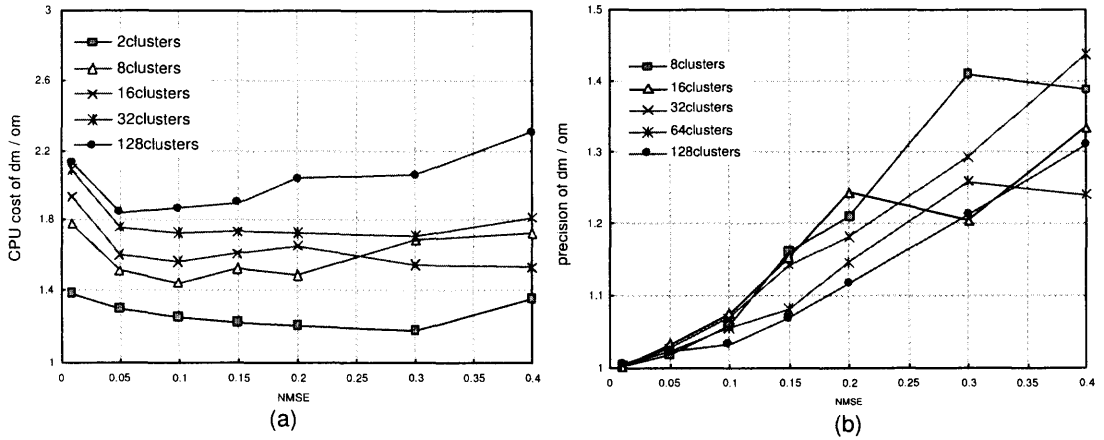 3
2.6
2.2
1.8
1.4
1
CPU cost of dm / om
2clusters
8clusters
16clusters
32clusters
128clusters
0 0.05 0.1 0.15 0.2 0.25 0.3 0.35 0.4
NMSE
(a)
1.5
1.4
1.3
1.2
1.1
1
precision of dm / om
8clusters
16clusters
32clusters
64clusters
128clusters
0 0.05 0.1 0.15 0.2 0.25 0.3 0.35 0.4
NMSE
(b)